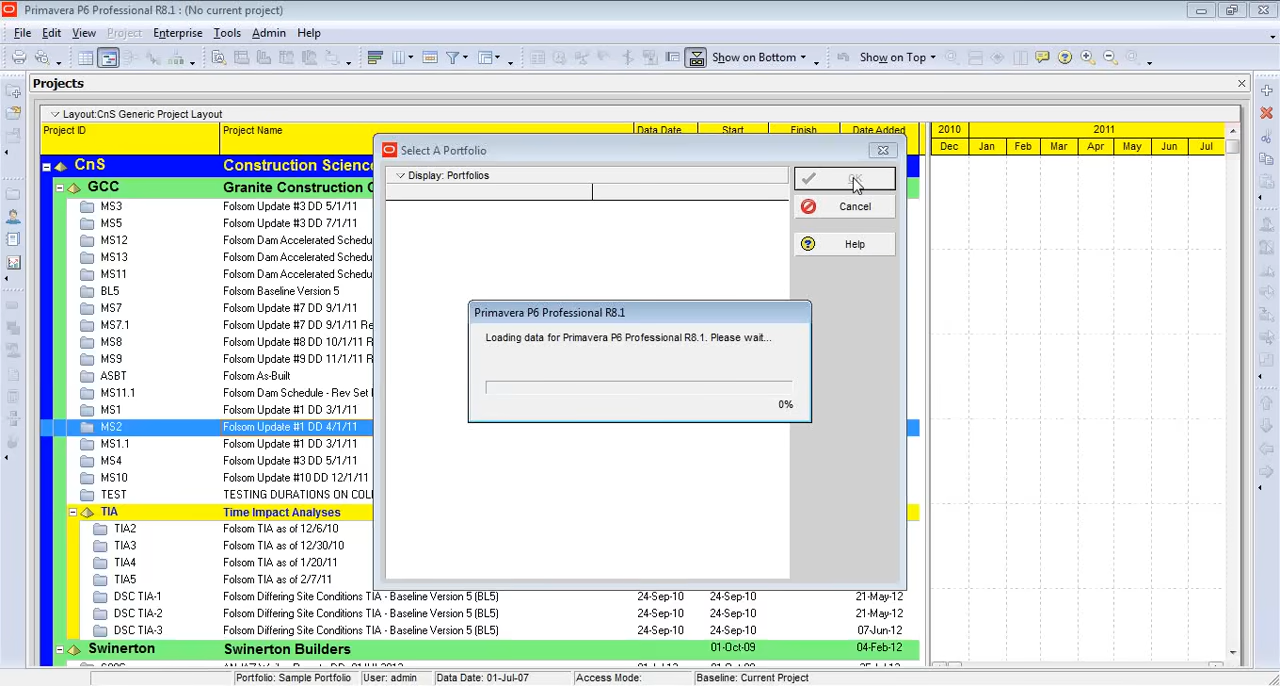 Primavera P6 Professional R8.1 : (No current project)
File Edit View Project Enterprise Tools Admin Help
Show on Bottom Show on Top
Projects
Layout:CnS Generic Project Layout
Project ID Project Name Data Date Start Finish Date Added 2010 2011
Dec Jan Feb Mar Apr May Jun Jul
CnS Construction Science
GCC Granite Construction C
MS3 Folsom Update #3 DD 5/1/11
MS5 Folsom Update #3 DD 7/1/11
MS12 Folsom Dam Accelerated Schedu
MS13 Folsom Dam Accelerated Schedu
MS11 Folsom Dam Accelerated Schedu
BL5 Folsom Baseline Version 5
MS7 Folsom Update #7 DD 9/1/11
MS7.1 Folsom Update #7 DD 9/1/11 Re
MS8 Folsom Update #8 DD 10/1/11 R
MS9 Folsom Update #9 DD 11/1/11 R
ASBT Folsom As-Built
MS11.1 Folsom Dam Schedule - Rev Set I
MS1 Folsom Update #1 DD 3/1/11
MS2 Folsom Update #1 DD 4/1/11
MS1.1 Folsom Update #1 DD 3/1/11
MS4 Folsom Update #3 DD 5/1/11
MS10 Folsom Update #10 DD 12/1/11
TEST TESTING DURATIONS ON COL
TIA Time Impact Analyses
TIA2 Folsom TIA as of 12/6/10
TIA3 Folsom TIA as of 12/30/10
TIA4 Folsom TIA as of 1/20/11
TIA5 Folsom TIA as of 2/7/11
DSC TIA-1 Folsom Differing Site Conditions TIA - Baseline Version 5 (BL5) 24-Sep-10 24-Sep-10 21-May-12
DSC TIA-2 Folsom Differing Site Conditions TIA - Baseline Version 5 (BL5) 24-Sep-10 24-Sep-10 21-May-12
DSC TIA-3 Folsom Differing Site Conditions TIA - Baseline Version 5 (BL5) 24-Sep-10 24-Sep-10 07-Jun-12
Swinerton Swinerton Builders 01-Oct-09 04-Feb-12
Select A Portfolio
Display: Portfolios
OK
Cancel
Help
Primavera P6 Professional R8.1
Loading data for Primavera P6 Professional R8.1. Please wait...
0%
Portfolio: Sample Portfolio User: admin Data Date: 01-Jul-07 Access Mode: Baseline: Current Project